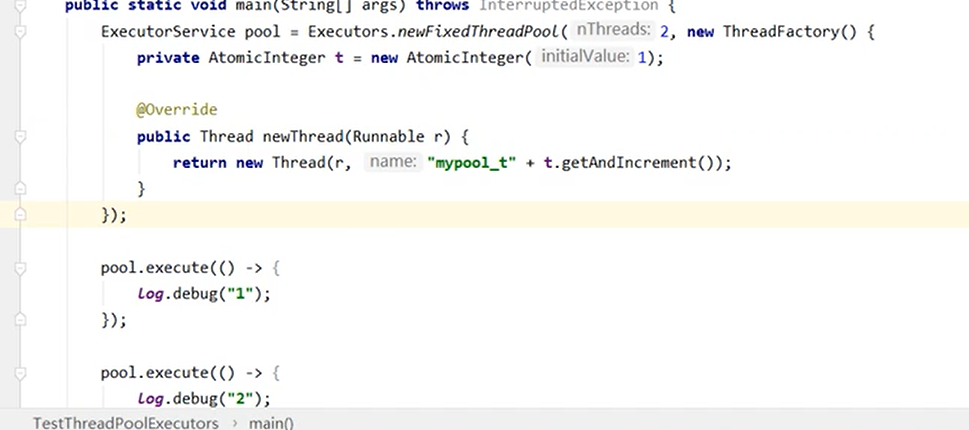 public static void main(String[] args) throws InterruptedException {
ExecutorService pool = Executors.newFixedThreadPool( nThreads: 2, new ThreadFactory() {
private AtomicInteger t = new AtomicInteger( initialValue: 1);
@Override
public Thread newThread(Runnable r) {
return new Thread(r, name: "mypool_t" + t.getAndIncrement());
}
});
pool.execute(() -> {
log.debug("1");
});
pool.execute(() -> {
log.debug("2");
TestThreadPoolExecutors › main()